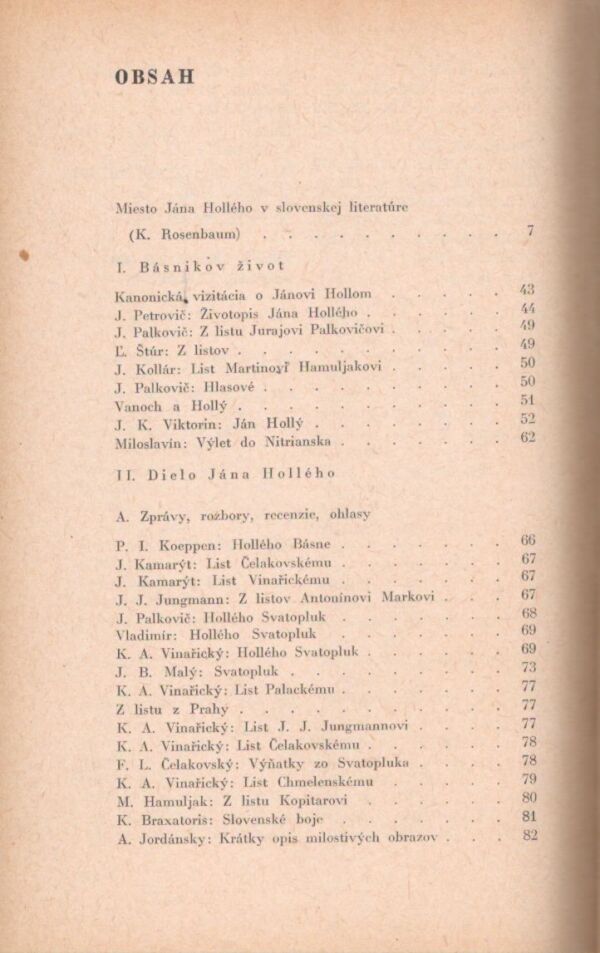 OBSAH
Miesto Jána Hollého v slovenskej literatúre
(K. Rosenbaum) . . . . . . . . . . . 7
I. Básnikov život
Kanonická vizitácia o Jánovi Hollom . . . . . 43
J. Petrovič: Životopis Jána Hollého . . . . . . 44
J. Palkovič: Z listu Jurajovi Palkovičovi . . . . . 49
Ľ. Štúr: Z listov . . . . . . . . . . . 49
J. Kollár: List Martinovi Hamuljakovi . . . . . 50
J. Palkovič: Hlasové . . . . . . . . . . 50
Vanoch a Hollý . . . . . . . . . . . 51
J. K. Viktorin: Ján Hollý . . . . . . . . 52
Miloslavín: Výlet do Nitrianska . . . . . . . 62
II. Dielo Jána Hollého
A. Zprávy, rozbory, recenzie, ohlasy
P. I. Koeppen: Hollého Básne . . . . . . . 66
J. Kamarýt: List Čelakovskému . . . . . . . 67
J. Kamarýt: List Vinařickému . . . . . . . 67
J. J. Jungmann: Z listov Antonínovi Markovi . . . 67
J. Palkovič: Hollého Svatopluk . . . . . . . 68
Vladimír: Hollého Svatopluk . . . . . . . 69
K. A. Vinařický: Hollého Svatopluk . . . . . . 69
J. B. Malý: Svatopluk . . . . . . . . . 73
K. A. Vinařický: List Palackému . . . . . . . 77
Z listu z Prahy . . . . . . . . . . . 77
K. A. Vinařický: List J. J. Jungmannovi . . . . 77
K. A. Vinařický: List Čelakovskému . . . . . . 78
F. L. Čelakovský: Výňatky zo Svatopluka . . . . 78
K. A. Vinařický: List Chmelenskému . . . . . 79
M. Hamuljak: Z listu Kopitarovi . . . . . . 80
K. Braxatoris: Slovenské boje . . . . . . . 81
A. Jordánsky: Krátky opis milostivých obrazov . . . 82